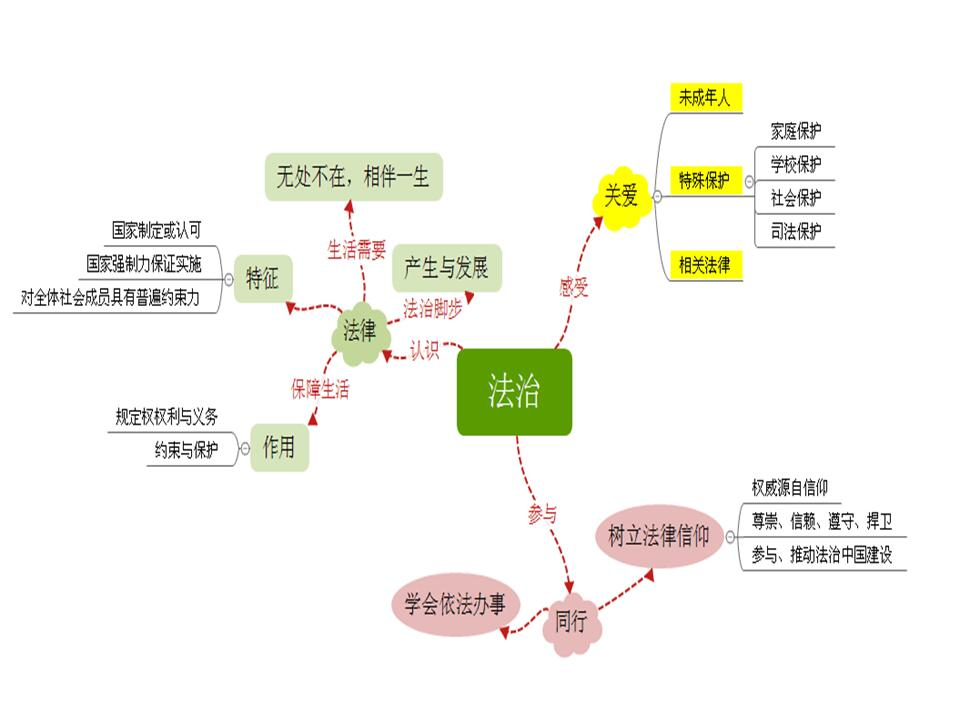 未成年人
家庭保护
学校保护
特殊保护
社会保护
司法保护
相关法律
关爱
感受
无处不在，相伴一生
生活需要
产生与发展
法治脚步
国家制定或认可
国家强制力保证实施
对全体社会成员具有普遍约束力
特征
法律
认识
法治
保障生活
规定权权利与义务
约束与保护
作用
参与
权威源自信仰
尊崇、信赖、遵守、捍卫
参与、推动法治中国建设
树立法律信仰
学会依法办事
同行